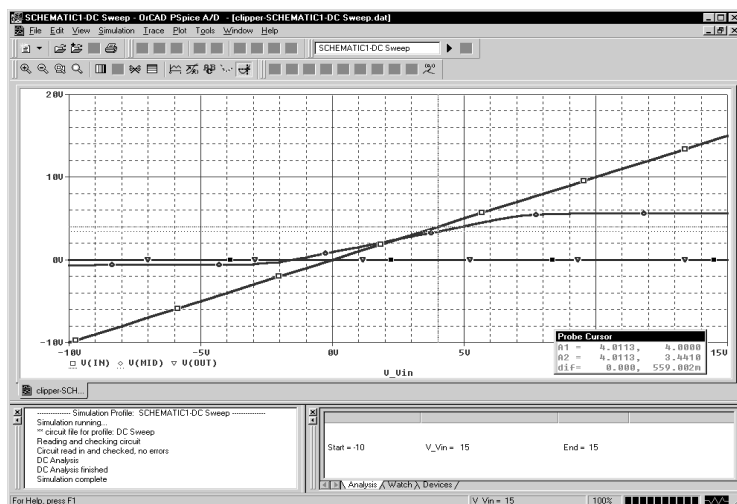 SCHEMATIC1-DC Sweep - OrCAD PSpice A/D - [clipper-SCHEMATIC1-DC Sweep.dat]
File Edit View Simulation Trace Plot Tools Window Help
SCHEMATIC1-DC Sweep
20V
10V
0V
-10V
-10V -5V 0V 5V 10V 15V
V(IN) V(MID) V(OUT)
V_Vin
Probe Cursor
A1 = 4.0113, 4.0000
A2 = 4.0113, 3.4410
dif= 0.000, 559.002m
clipper-SCH...
------------ Simulation Profile: SCHEMATIC1-DC Sweep ------------
Simulation running...
** circuit file for profile: DC Sweep
Reading and checking circuit
Circuit read in and checked, no errors
DC Analysis
DC Analysis finished
Simulation complete
Start = -10 V_Vin = 15 End = 15
Analysis Watch Devices
For Help, press F1 V_Vin = 15 100%